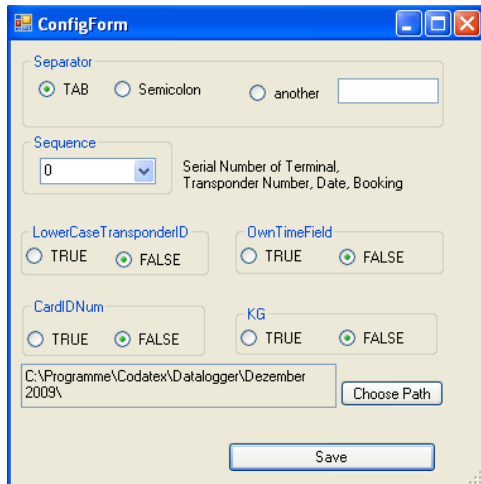 ConfigForm
Separator
TAB Semicolon another
Sequence
0
Serial Number of Terminal,
Transponder Number, Date, Booking
LowerCaseTransponderID OwnTimeField
TRUE FALSE TRUE FALSE
CardIDNum KG
TRUE FALSE TRUE FALSE
C:\Programme\Codatex\Datalogger\Dezember
2009\
Choose Path
Save